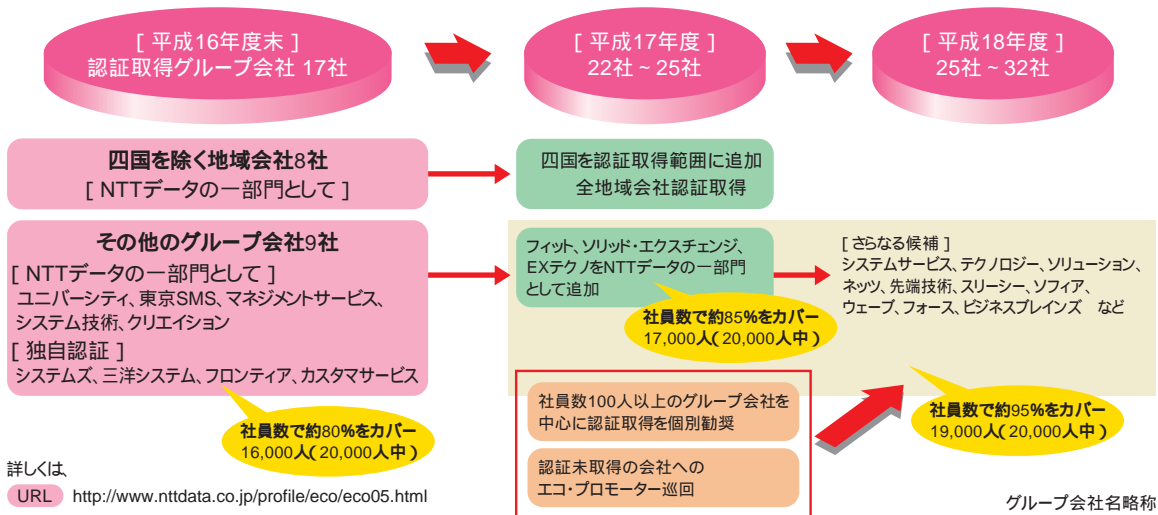 [ 平成16年度末 ]
認証取得グループ会社 17社
[ 平成17年度 ]
22社 ~ 25社
[ 平成18年度 ]
25社 ~ 32社
四国を除く地域会社8社
[ NTTデータの一部門として ]
四国を認証取得範囲に追加
全地域会社認証取得
その他のグループ会社9社
[ NTTデータの一部門として ]
ユニバーシティ、東京SMS、マネジメントサービス、
システム技術、クリエイション
[ 独自認証 ]
システムズ、三洋システム、フロンティア、カスタマサービス
社員数で約80%をカバー
16,000人( 20,000人中 )
フィット、ソリッド・エクスチェンジ、
EXテクノをNTTデータの一部門
として追加
社員数で約85%をカバー
17,000人( 20,000人中 )
[ さらなる候補 ]
システムサービス、テクノロジー、ソリューション、
ネッツ、先端技術、スリーシー、ソフィア、
ウェーブ、フォース、ビジネスブレインズ など
社員数100人以上のグループ会社を
中心に認証取得を個別勧奨
認証未取得の会社への
エコ・プロモーター巡回
社員数で約95%をカバー
19,000人( 20,000人中 )
詳しくは、
URL http://www.nttdata.co.jp/profile/eco/eco05.html
グループ会社名略称